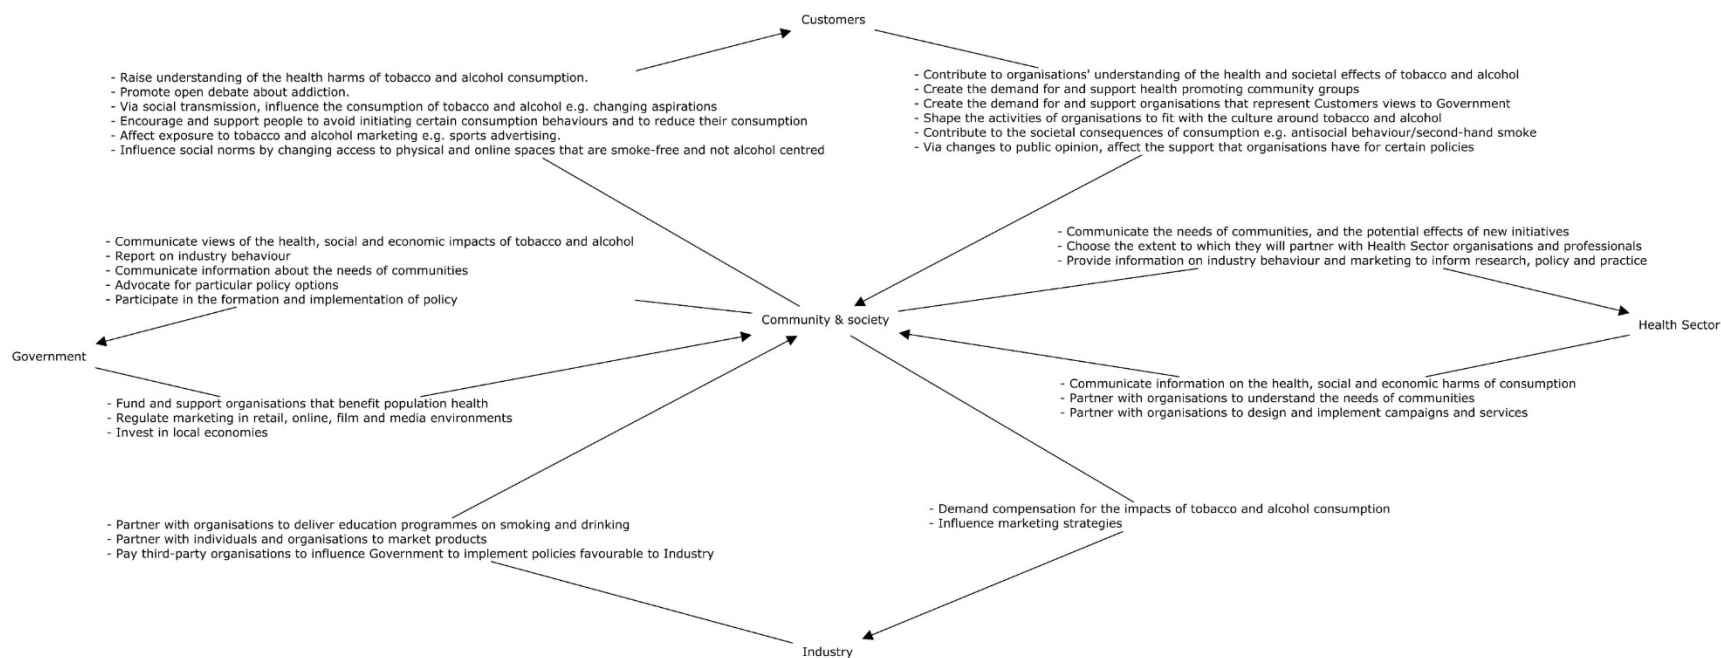 Customers
- Raise understanding of the health harms of tobacco and alcohol consumption.
- Promote open debate about addiction.
- Via social transmission, influence the consumption of tobacco and alcohol e.g. changing aspirations
- Encourage and support people to avoid initiating certain consumption behaviours and to reduce their consumption
- Affect exposure to tobacco and alcohol marketing e.g. sports advertising.
- Influence social norms by changing access to physical and online spaces that are smoke-free and not alcohol centred
- Contribute to organisations' understanding of the health and societal effects of tobacco and alcohol
- Create the demand for and support health promoting community groups
- Create the demand for and support organisations that represent Customers views to Government
- Shape the activities of organisations to fit with the culture around tobacco and alcohol
- Contribute to the societal consequences of consumption e.g. antisocial behaviour/second-hand smoke
- Via changes to public opinion, affect the support that organisations have for certain policies
- Communicate views of the health, social and economic impacts of tobacco and alcohol
- Report on industry behaviour
- Communicate information about the needs of communities
- Advocate for particular policy options
- Participate in the formation and implementation of policy
- Communicate the needs of communities, and the potential effects of new initiatives
- Choose the extent to which they will partner with Health Sector organisations and professionals
- Provide information on industry behaviour and marketing to inform research, policy and practice
Community & society
Health Sector
Government
- Fund and support organisations that benefit population health
- Regulate marketing in retail, online, film and media environments
- Invest in local economies
- Communicate information on the health, social and economic harms of consumption
- Partner with organisations to understand the needs of communities
- Partner with organisations to design and implement campaigns and services
- Partner with organisations to deliver education programmes on smoking and drinking
- Partner with individuals and organisations to market products
- Pay third-party organisations to influence Government to implement policies favourable to Industry
- Demand compensation for the impacts of tobacco and alcohol consumption
- Influence marketing strategies
Industry